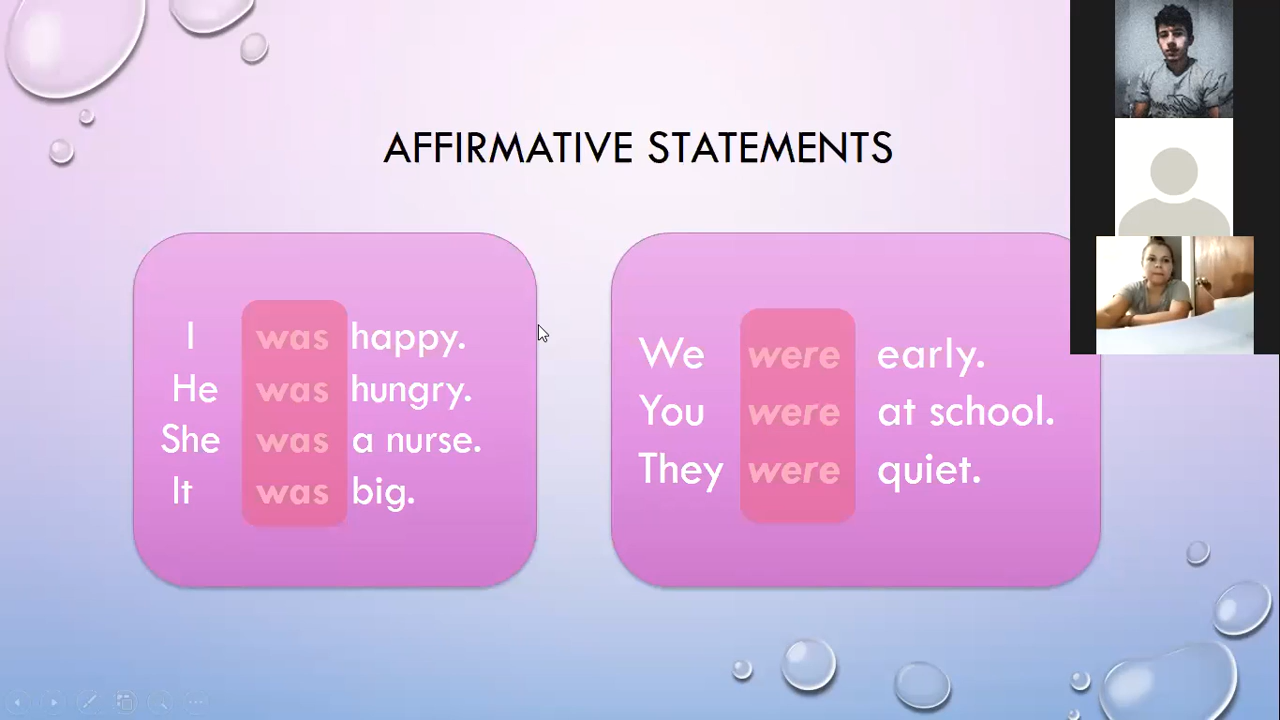 AFFIRMATIVE STATEMENTS
I was happy.
He was hungry.
She was a nurse.
It was big.
We were early.
You were at school.
They were quiet.